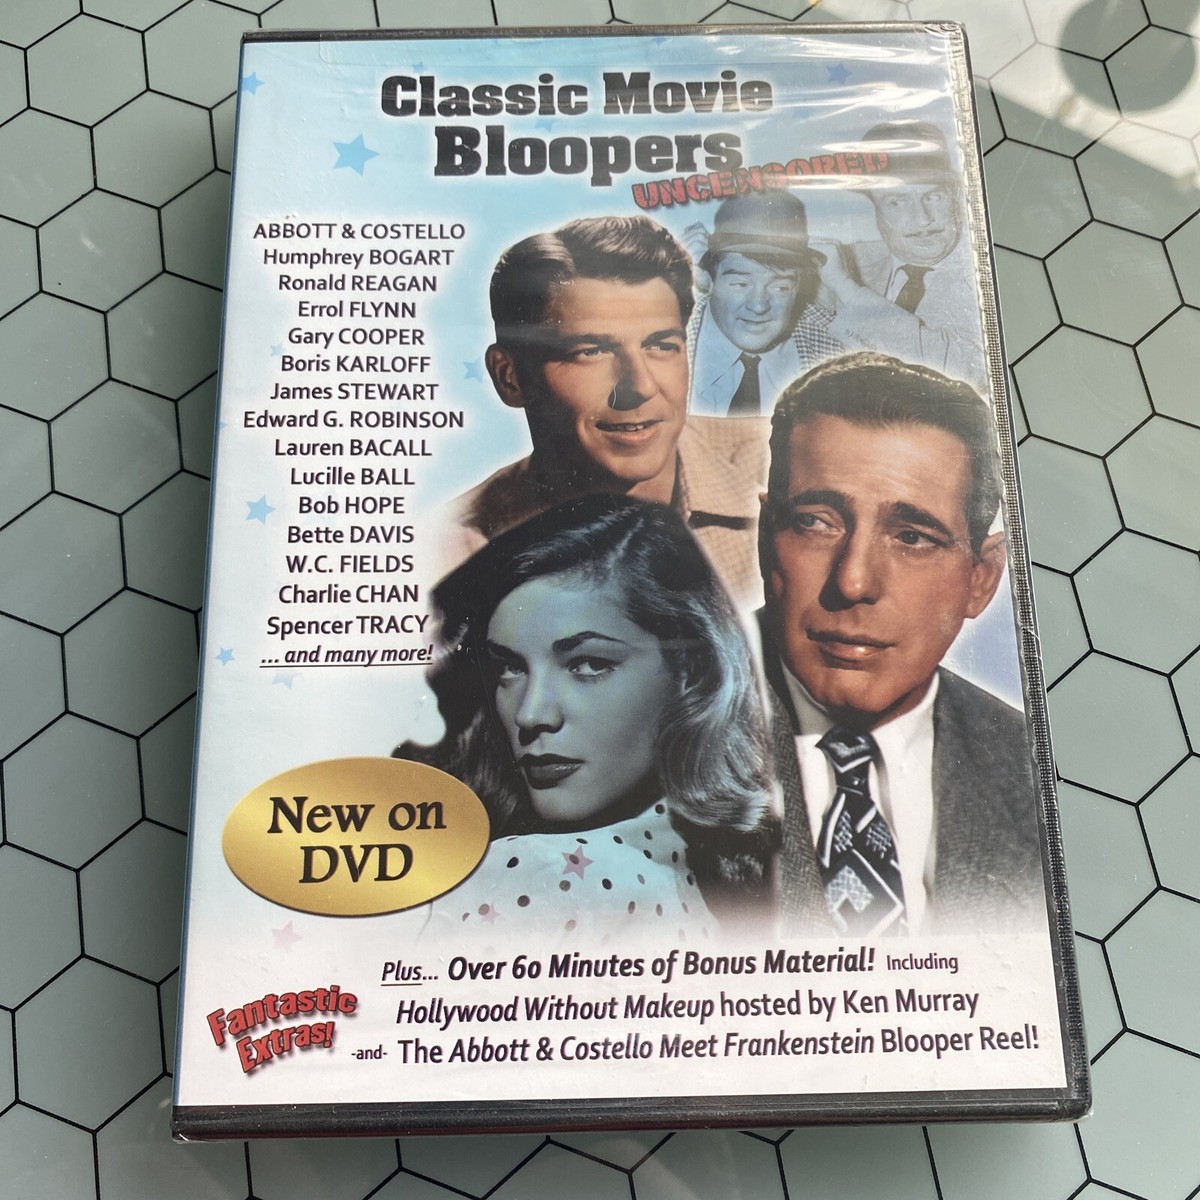 Classic Movie
Bloopers
UNCENSORED
ABBOTT & COSTELLO
Humphrey BOGART
Ronald REAGAN
Errol FLYNN
Gary COOPER
Boris KARLOFF
James STEWART
Edward G. ROBINSON
Lauren BACALL
Lucille BALL
Bob HOPE
Bette DAVIS
W.C. FIELDS
Charlie CHAN
Spencer TRACY
... and many more!
New on
DVD
Plus... Over 60 Minutes of Bonus Material! Including
Hollywood Without Makeup hosted by Ken Murray
-and- The Abbott & Costello Meet Frankenstein Blooper Reel!
Fantastic
Extras!